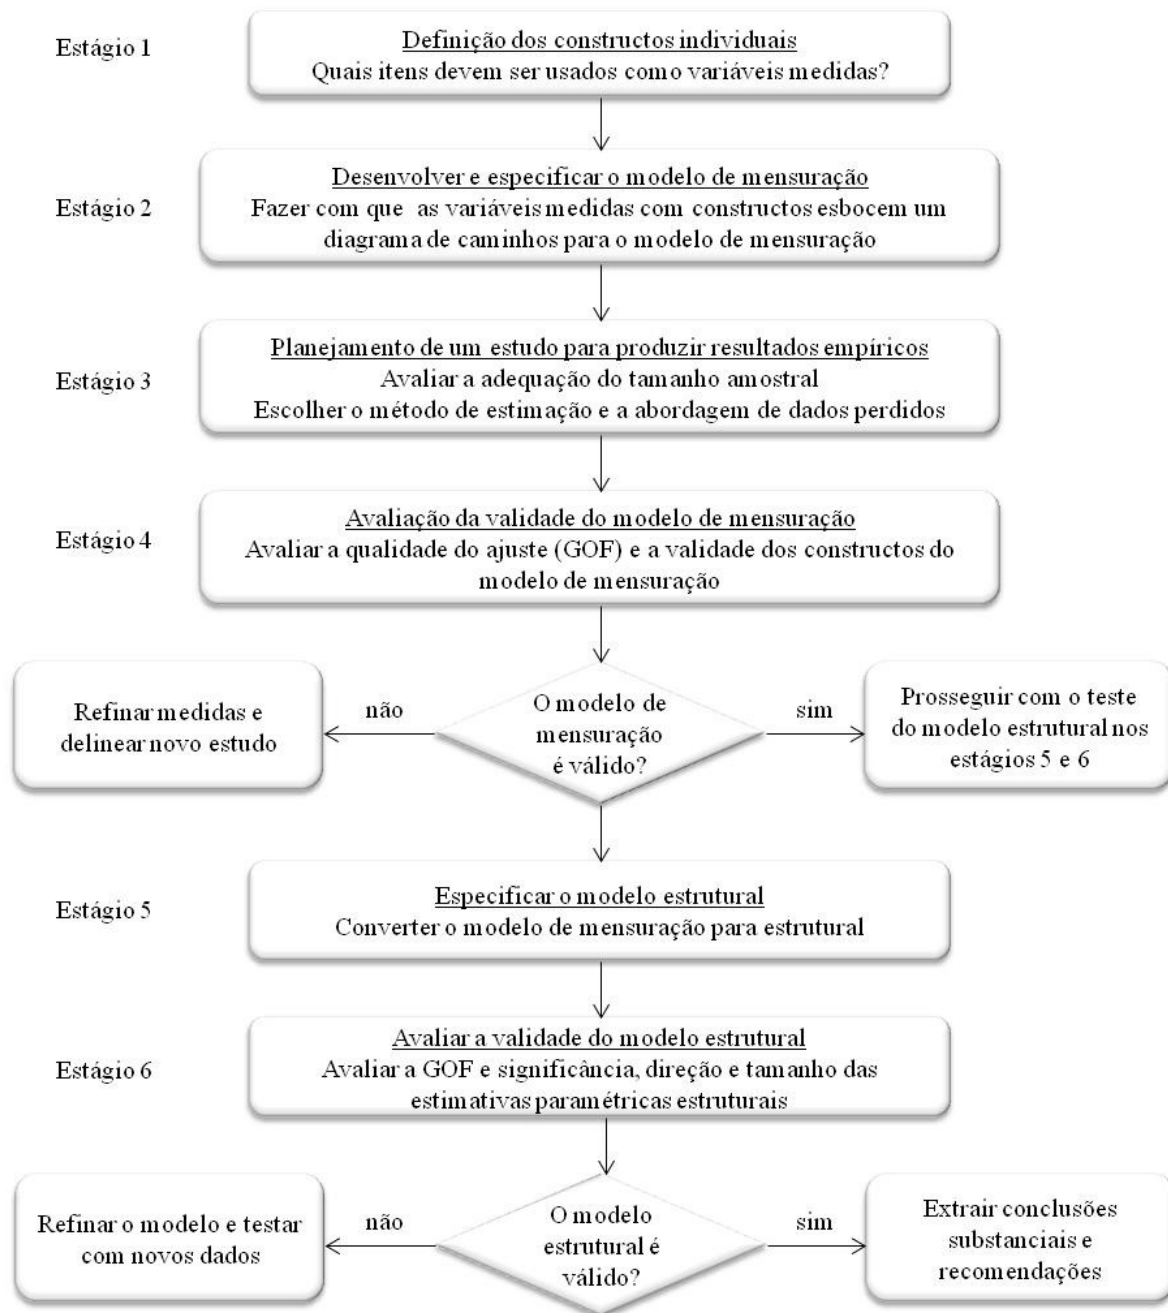 Estágio 1
Definição dos constructos individuais
Quais itens devem ser usados como variáveis medidas?
Estágio 2
Desenvolver e especificar o modelo de mensuração
Fazer com que as variáveis medidas com constructos esbocem um
diagrama de caminhos para o modelo de mensuração
Estágio 3
Planejamento de um estudo para produzir resultados empíricos
Avaliar a adequação do tamanho amostral
Escolher o método de estimação e a abordagem de dados perdidos
Estágio 4
Avaliação da validade do modelo de mensuração
Avaliar a qualidade do ajuste (GOF) e a validade dos constructos do
modelo de mensuração
Refinar medidas e
delinear novo estudo
não
O modelo de
mensuração
é válido?
sim
Prosseguir com o teste
do modelo estrutural nos
estágios 5 e 6
Estágio 5
Especificar o modelo estrutural
Converter o modelo de mensuração para estrutural
Estágio 6
Avaliar a validade do modelo estrutural
Avaliar a GOF e significância, direção e tamanho das
estimativas paramétricas estruturais
Refinar o modelo e testar
com novos dados
não
O modelo
estrutural é
válido?
sim
Extrair conclusões
substanciais e
recomendações